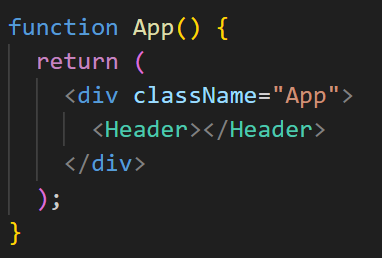 function App() {
  return (
    <div className="App">
      <Header></Header>
    </div>
  );
}